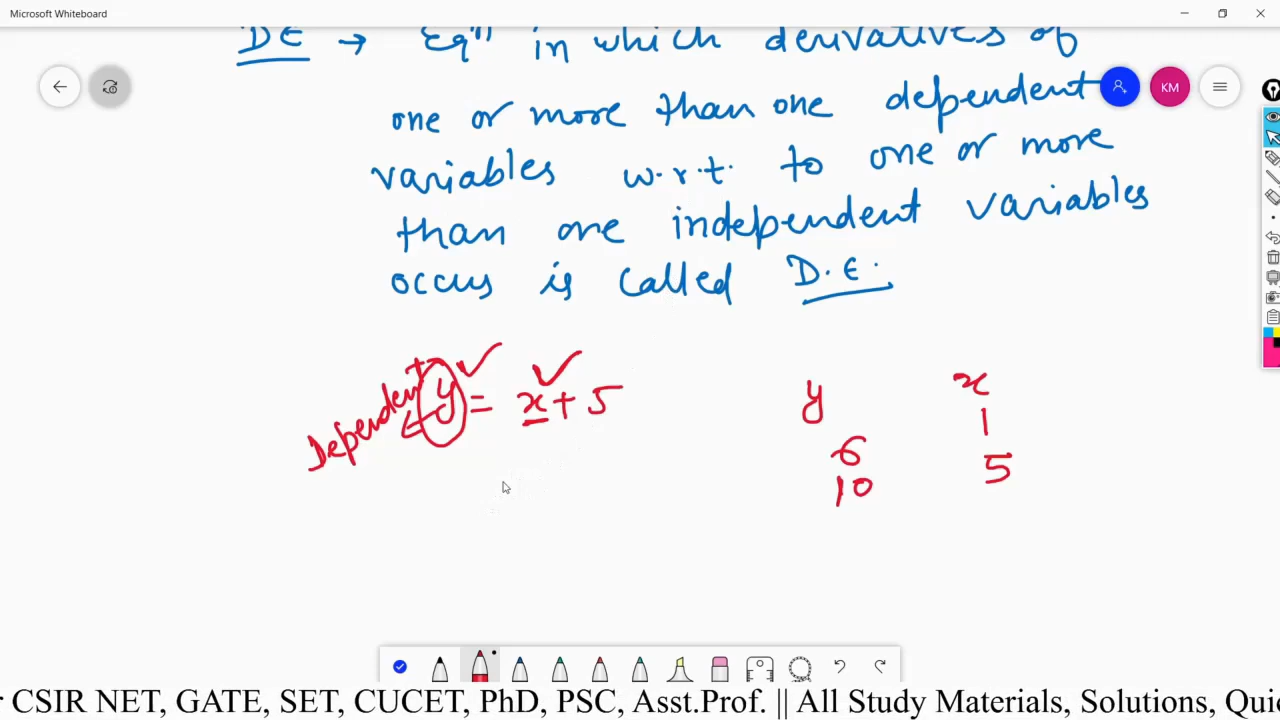 Microsoft Whiteboard
DE → Eqⁿ in which derivatives of
KM
one or more than one dependent
variables w.r.t. to one or more
than one independent variables
occus is called D.E.
Dependent y = x + 5
y x
6 1
10 5
CSIR NET, GATE, SET, CUCET, PhD, PSC, Asst.Prof. || All Study Materials, Solutions,